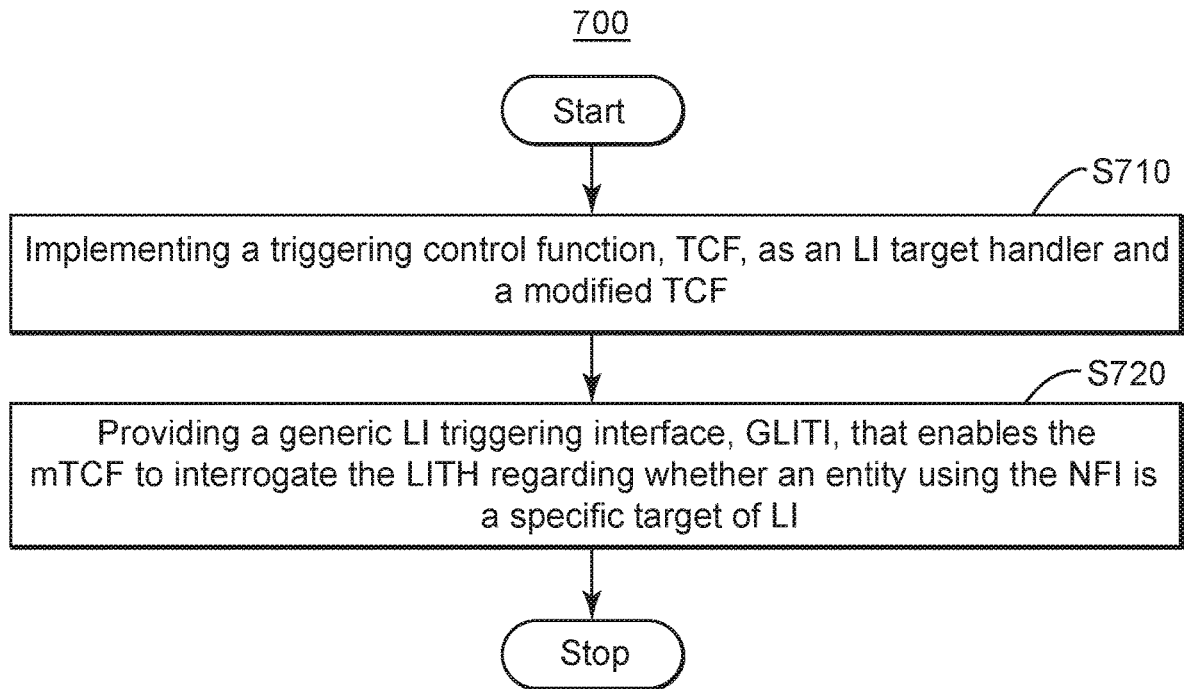 700
Start
S710
Implementing a triggering control function, TCF, as an LI target handler and
a modified TCF
S720
Providing a generic LI triggering interface, GLITI, that enables the
mTCF to interrogate the LITH regarding whether an entity using the NFI is
a specific target of LI
Stop